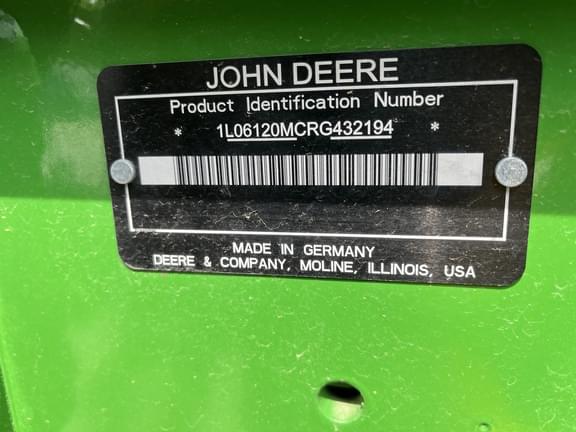 JOHN DEERE
Product Identification Number
* 1L06120MCRG432194 *
MADE IN GERMANY
DEERE & COMPANY, MOLINE, ILLINOIS, USA